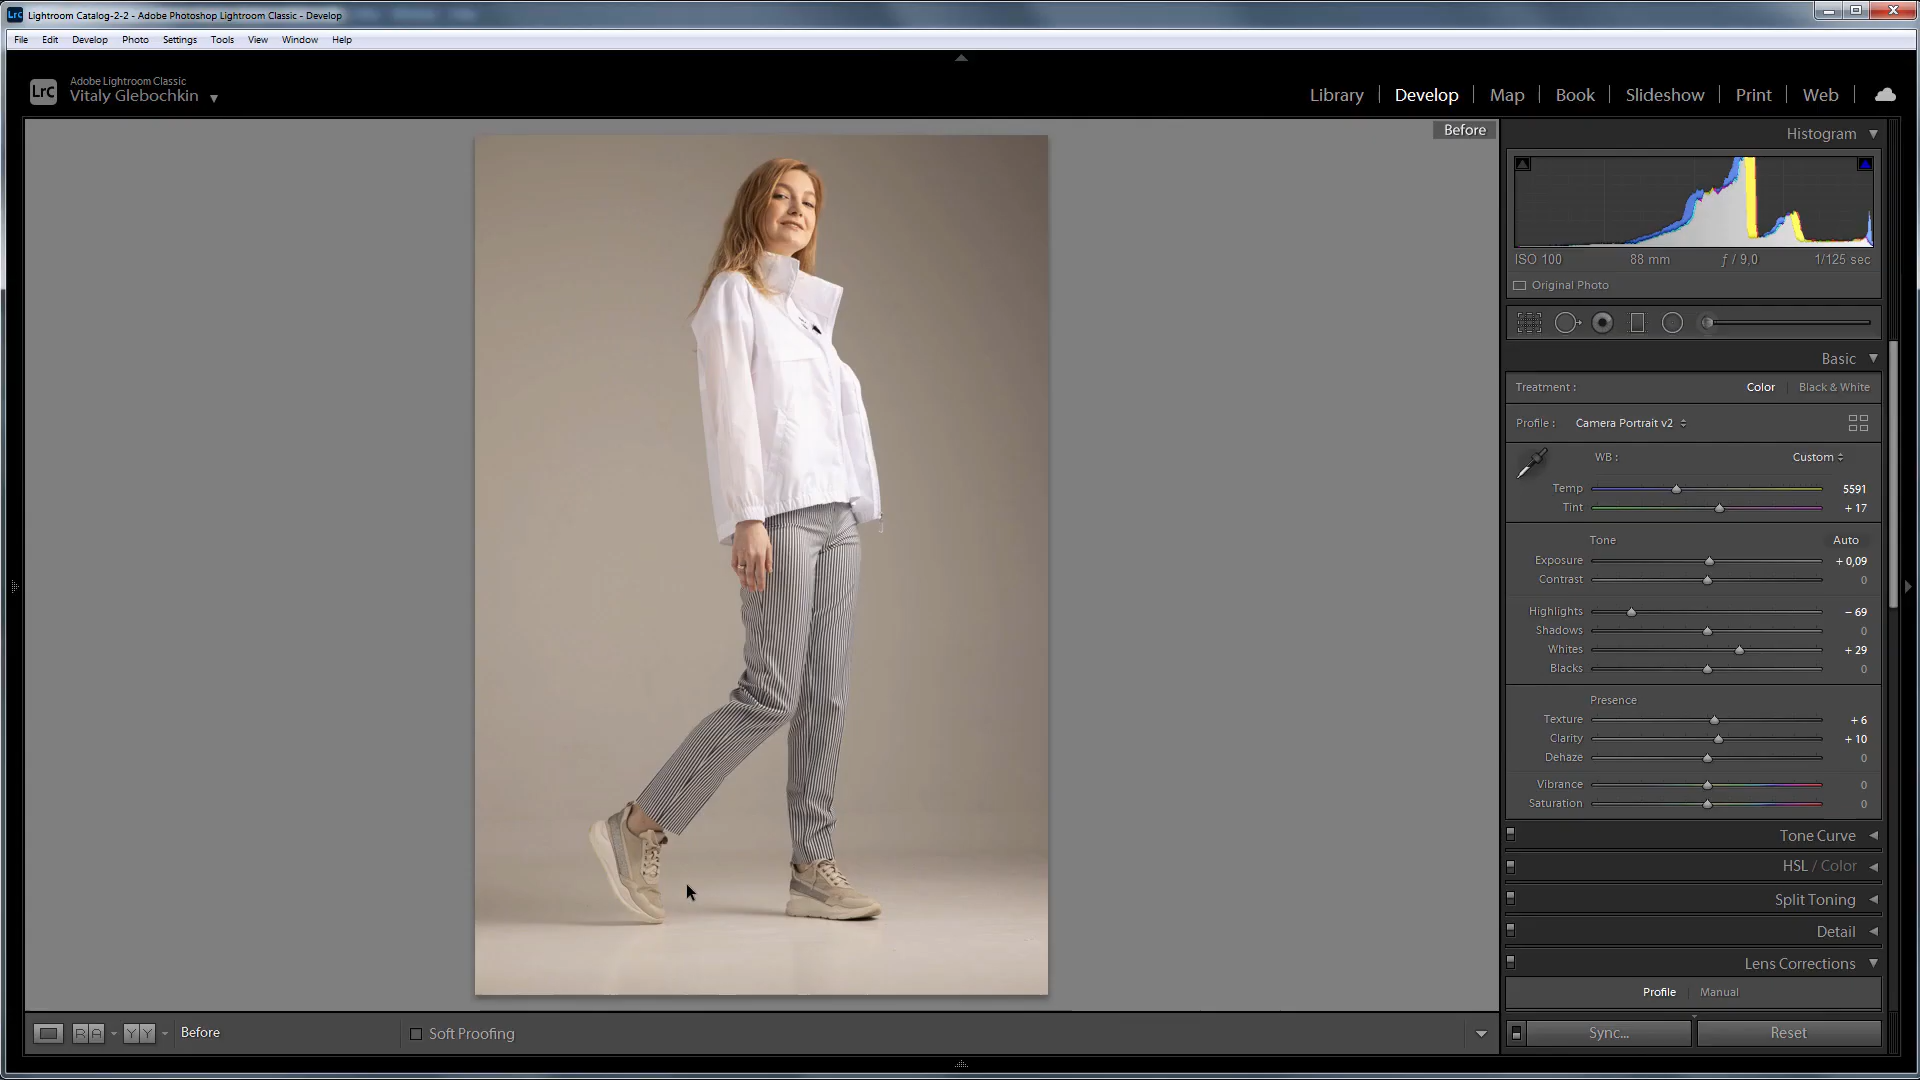 Lightroom Catalog-2-2 - Adobe Photoshop Lightroom Classic - Develop
File Edit Develop Photo Settings Tools View Window Help
LrC
Adobe Lightroom Classic
Vitaly Glebochkin
Library Develop Map Book Slideshow Print Web
Before
Histogram
ISO 100 88 mm ƒ / 9,0 1/125 sec
Original Photo
Basic
Treatment : Color Black & White
Profile : Camera Portrait v2
WB : Custom
Temp 5591
Tint + 17
Tone Auto
Exposure + 0,09
Contrast 0
Highlights – 69
Shadows 0
Whites + 29
Blacks 0
Presence
Texture + 6
Clarity + 10
Dehaze 0
Vibrance 0
Saturation 0
Tone Curve
HSL / Color
Split Toning
Detail
Lens Corrections
Profile Manual
R A Y Y Before Soft Proofing
Sync... Reset